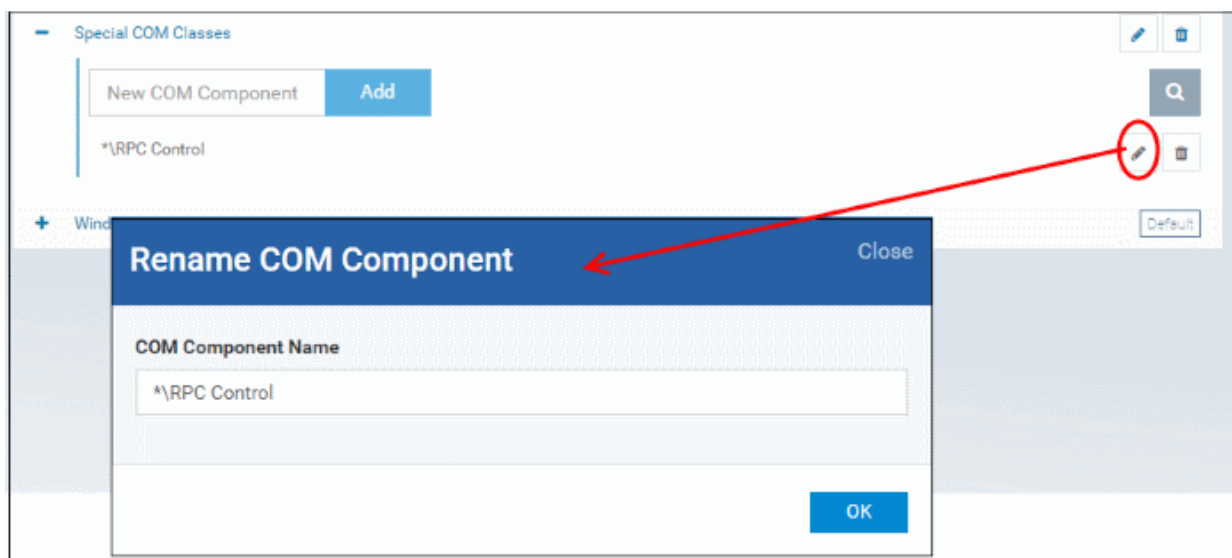 Special COM Classes
New COM Component Add
*\RPC Control
Wind
Default
Rename COM Component Close
COM Component Name
*\RPC Control
OK